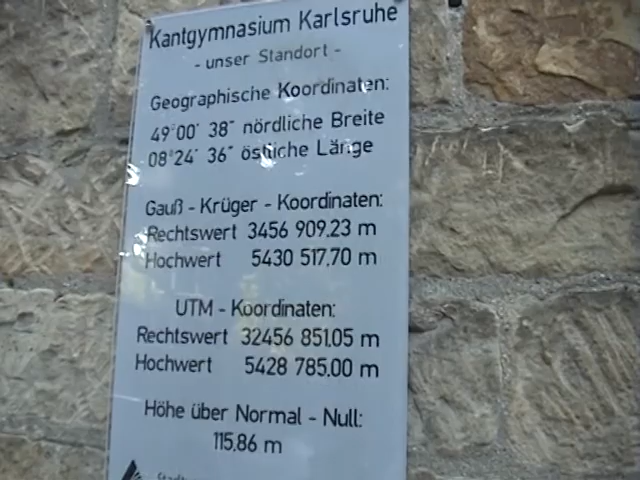 Kantgymnasium Karlsruhe
- unser Standort -
Geographische Koordinaten:
49°00' 38" nördliche Breite
08°24' 36" östliche Länge
Gauß - Krüger - Koordinaten:
Rechtswert 3456 909.23 m
Hochwert 5430 517.70 m
UTM - Koordinaten:
Rechtswert 32456 851.05 m
Hochwert 5428 785.00 m
Höhe über Normal - Null:
115.86 m